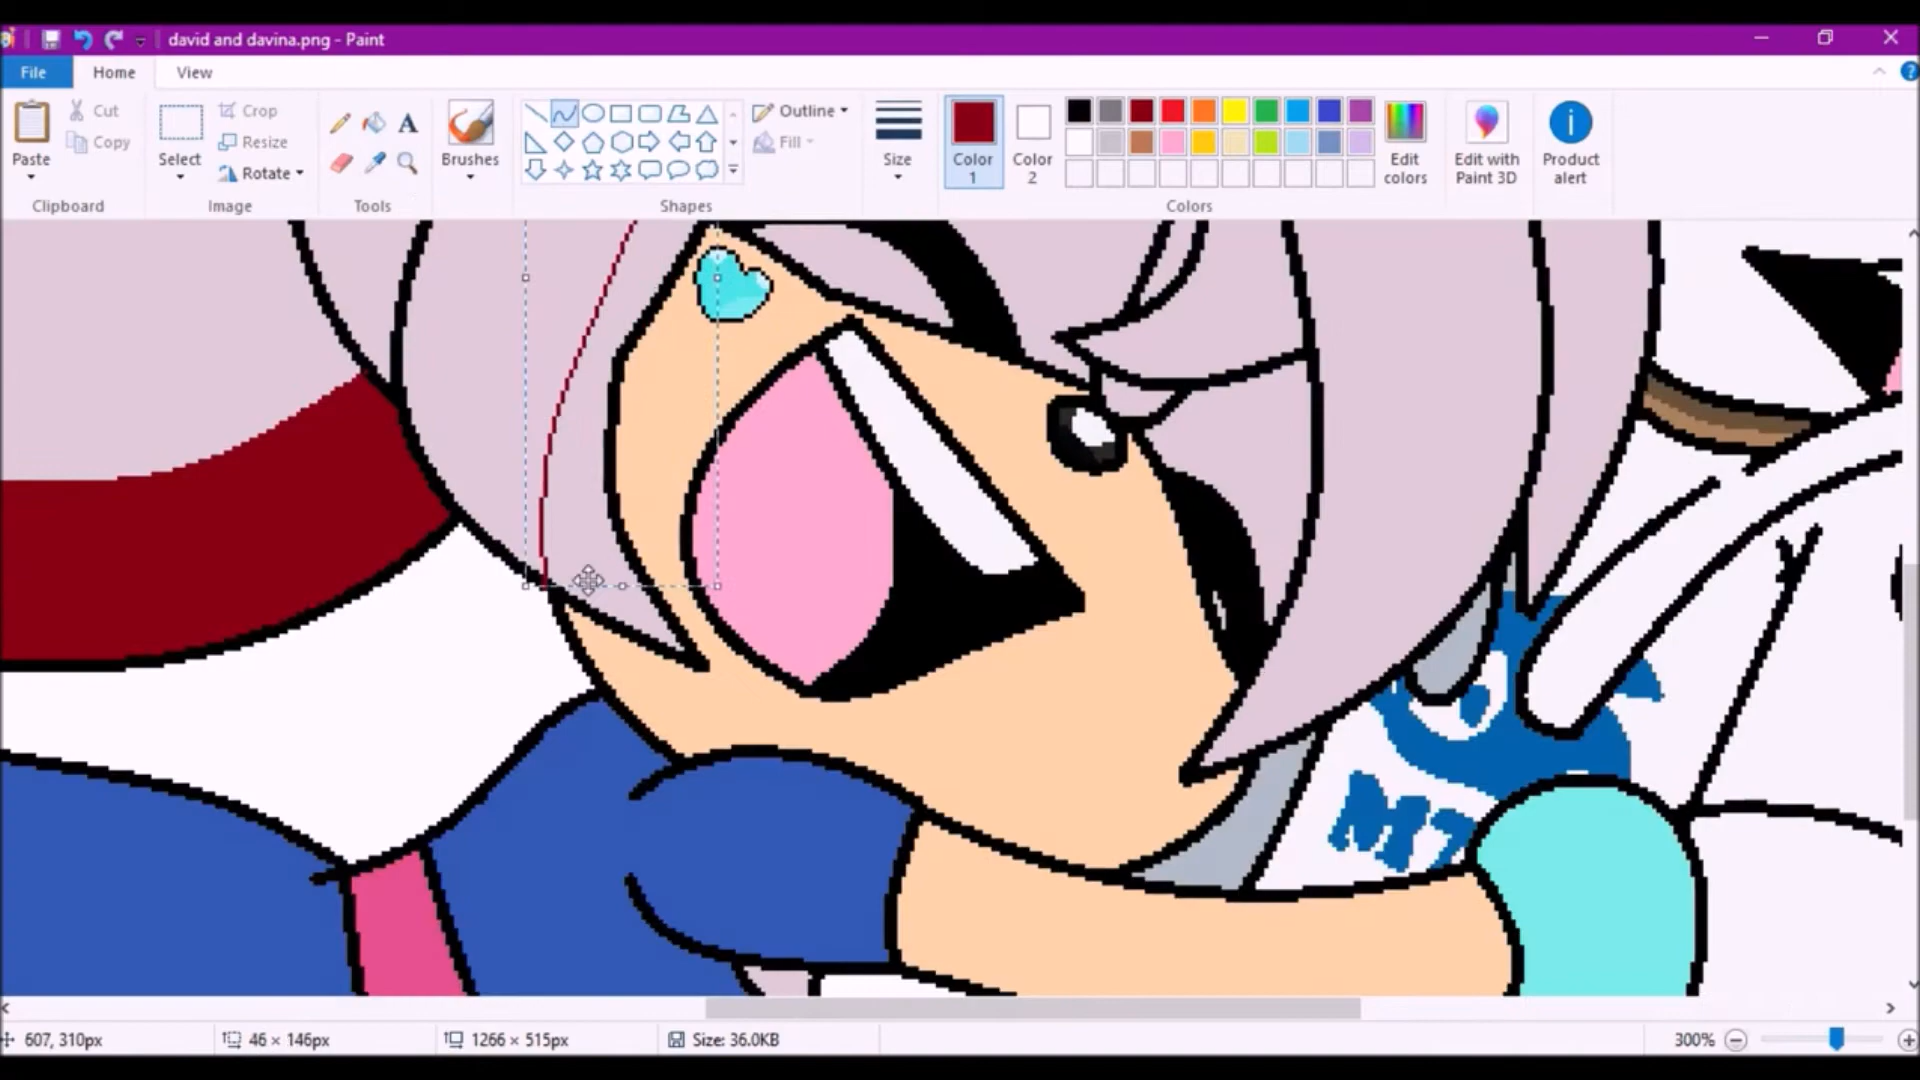 david and davina.png - Paint
File Home View
Paste Cut Copy
Clipboard
Select Crop Resize Rotate
Image
A
Tools
Brushes
Outline Fill
Shapes
Size
Color 1
Color 2
Edit colors
Colors
Edit with Paint 3D
Product alert
607, 310px
46 × 146px
1266 × 515px
Size: 36.0KB
300%